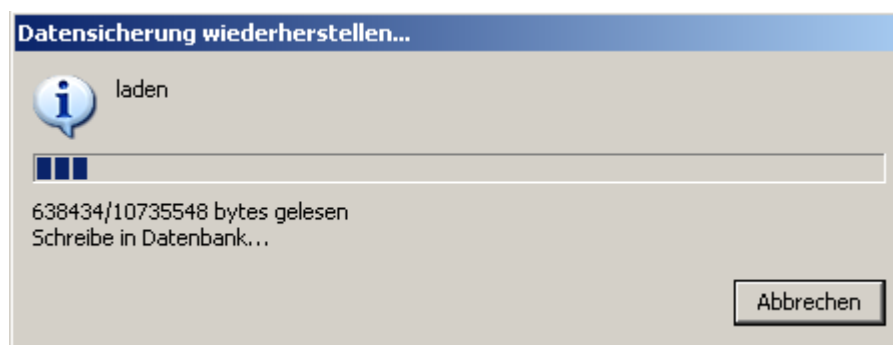 Datensicherung wiederherstellen...
laden
638434/10735548 bytes gelesen
Schreibe in Datenbank...
Abbrechen